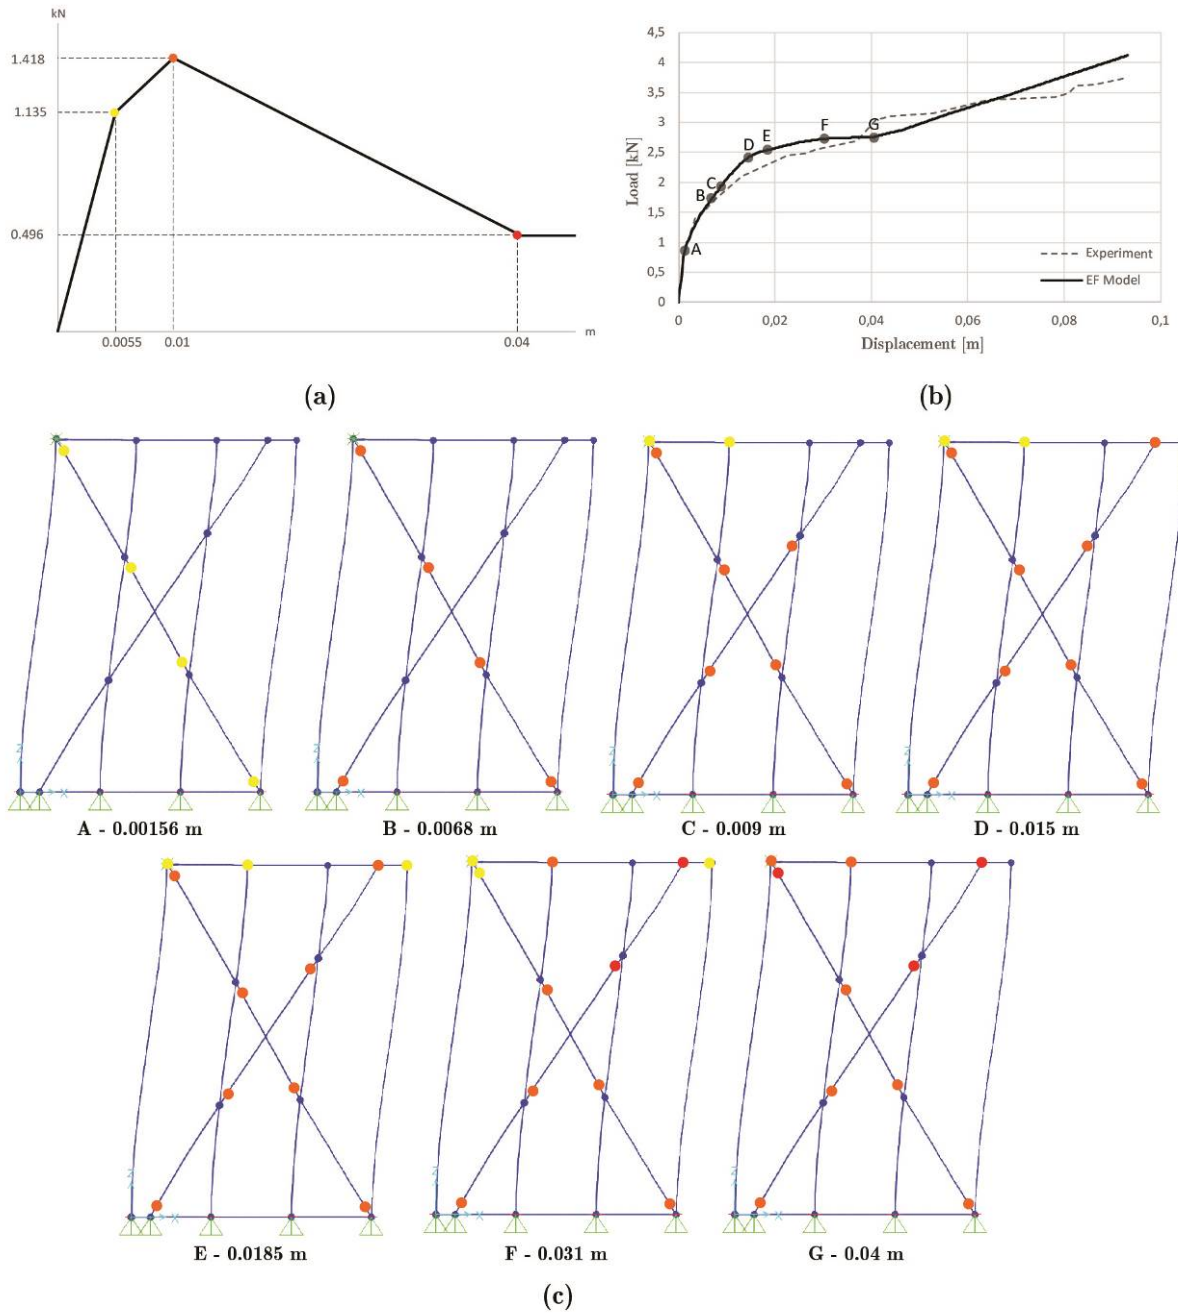 kN
1.418
1.135
0.496
0.0055 0.01 0.04 m
(a)
4,5
4
3,5
3
2,5
2
1,5
1
0,5
0
Load [kN]
A
B
C
D
E
F
G
Experiment
EF Model
0 0,02 0,04 0,06 0,08 0,1
Displacement [m]
(b)
Z X
Z X
Z X
Z X
A - 0.00156 m
B - 0.0068 m
C - 0.009 m
D - 0.015 m
Z X
Z X
Z X
E - 0.0185 m
F - 0.031 m
G - 0.04 m
(c)